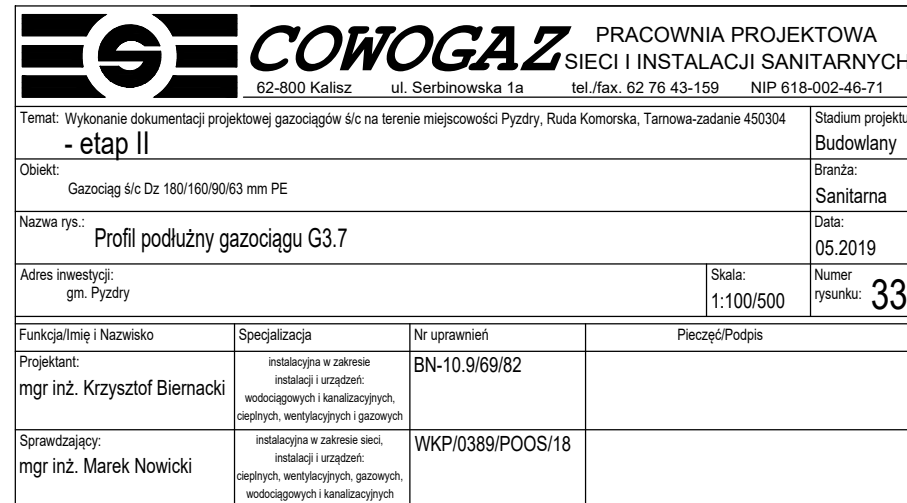 S
COWOGAZ
PRACOWNIA PROJEKTOWA
SIECI I INSTALACJI SANITARNYCH
62-800 Kalisz ul. Serbinowska 1a tel./fax. 62 76 43-159 NIP 618-002-46-71
Temat: Wykonanie dokumentacji projektowej gazociągów ś/c na terenie miejscowości Pyzdry, Ruda Komorska, Tarnowa-zadanie 450304
- etap II
Stadium projektu
Budowlany
Obiekt:
Gazociąg ś/c Dz 180/160/90/63 mm PE
Branża:
Sanitarna
Nazwa rys.:
Profil podłużny gazociągu G3.7
Data:
05.2019
Adres inwestycji:
gm. Pyzdry
Skala:
1:100/500
Numer
rysunku: 33
Funkcja/Imię i Nazwisko Specjalizacja Nr uprawnień Pieczęć/Podpis
Projektant:
mgr inż. Krzysztof Biernacki
instalacyjna w zakresie
instalacji i urządzeń:
wodociągowych i kanalizacyjnych,
cieplnych, wentylacyjnych i gazowych
BN-10.9/69/82
Sprawdzający:
mgr inż. Marek Nowicki
instalacyjna w zakresie sieci,
instalacji i urządzeń:
cieplnych, wentylacyjnych, gazowych,
wodociągowych i kanalizacyjnych
WKP/0389/POOS/18